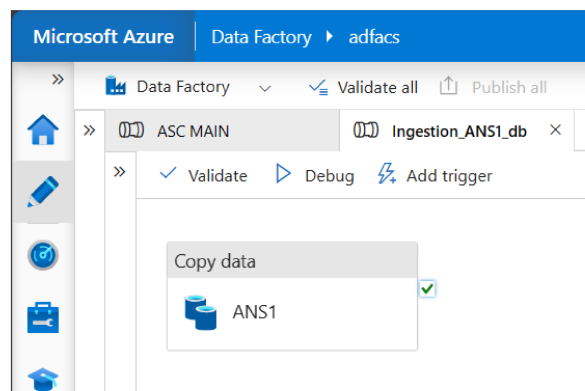 Microsoft Azure Data Factory adfacs
Data Factory Validate all Publish all
ASC MAIN Ingestion_ANS1_db
Validate Debug Add trigger
Copy data
ANS1